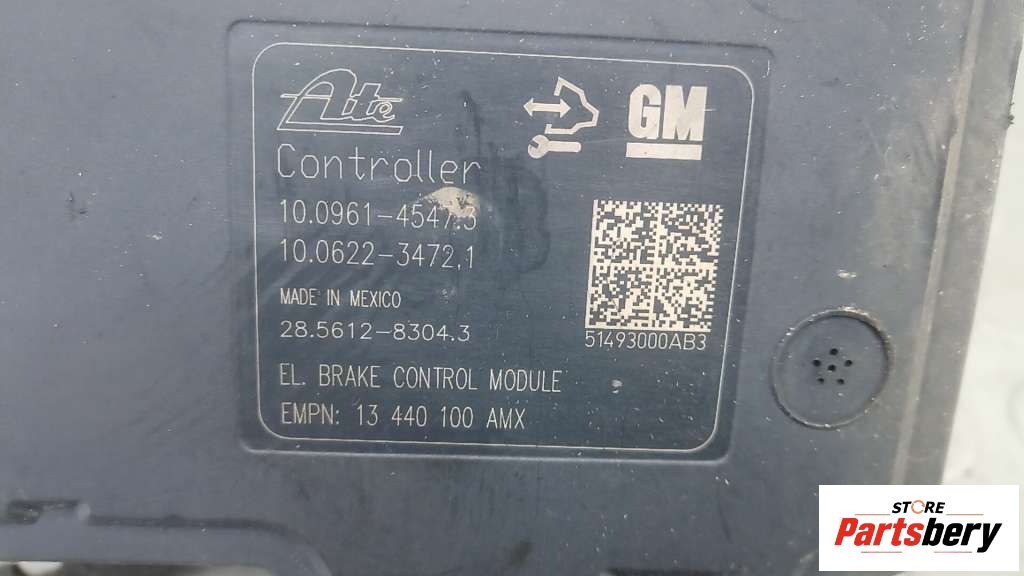 Ate
GM
Controller
10.0961-4547.3
10.0622-3472.1
MADE IN MEXICO
28.5612-8304.3
51493000AB3
EL. BRAKE CONTROL MODULE
EMPN: 13 440 100 AMX
STORE
Partsbery